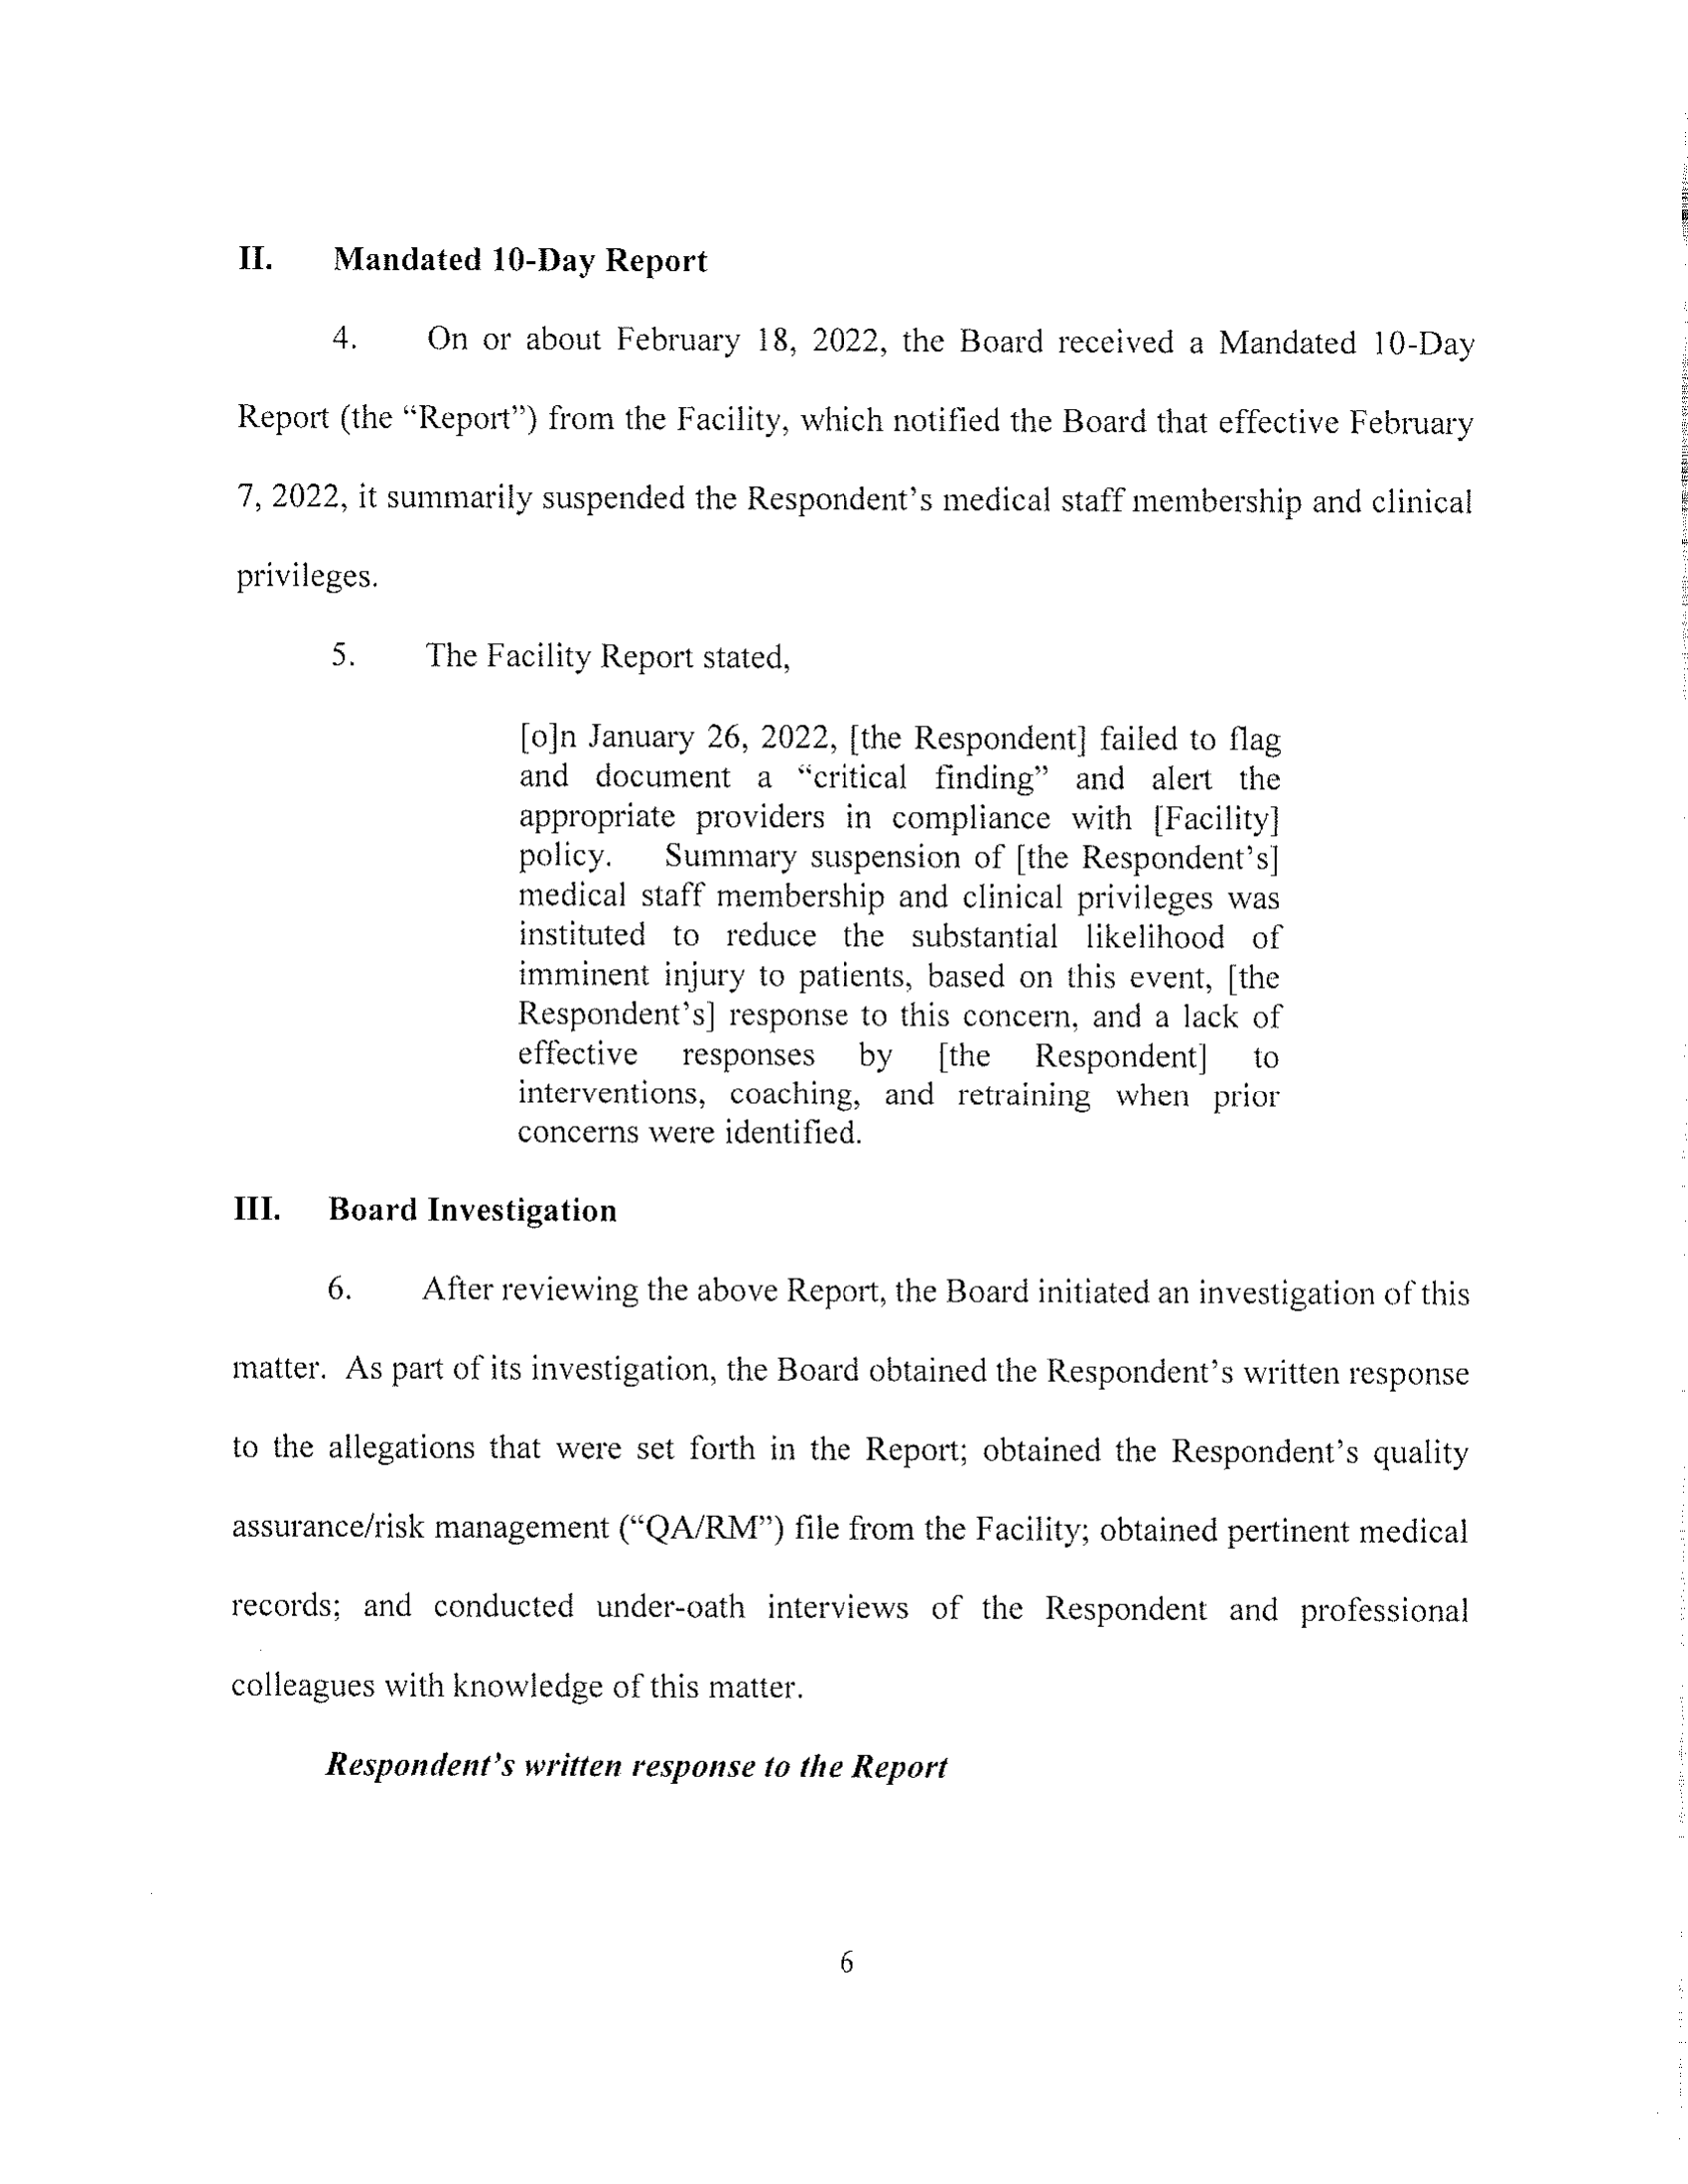 II. Mandated 10-Day Report
4. On or about February 18, 2022, the Board received a Mandated 10-Day
Report (the “Report”) from the Facility, which notified the Board that effective February
7, 2022, it summarily suspended the Respondent’s medical staff membership and clinical
privileges.
5. The Facility Report stated,
[o]n January 26, 2022, [the Respondent] failed to flag
and document a “critical finding” and alert the
appropriate providers in compliance with [Facility]
policy. Summary suspension of [the Respondent’s]
medical staff membership and clinical privileges was
instituted to reduce the substantial likelihood of
imminent injury to patients, based on this event, [the
Respondent’s] response to this concern, and a lack of
effective responses by [the Respondent] to
interventions, coaching, and retraining when prior
concerns were identified.
III. Board Investigation
6. After reviewing the above Report, the Board initiated an investigation of this
matter. As part of its investigation, the Board obtained the Respondent’s written response
to the allegations that were set forth in the Report; obtained the Respondent’s quality
assurance/risk management (“QA/RM”) file from the Facility; obtained pertinent medical
records; and conducted under-oath interviews of the Respondent and professional
colleagues with knowledge of this matter.
Respondent’s written response to the Report
6